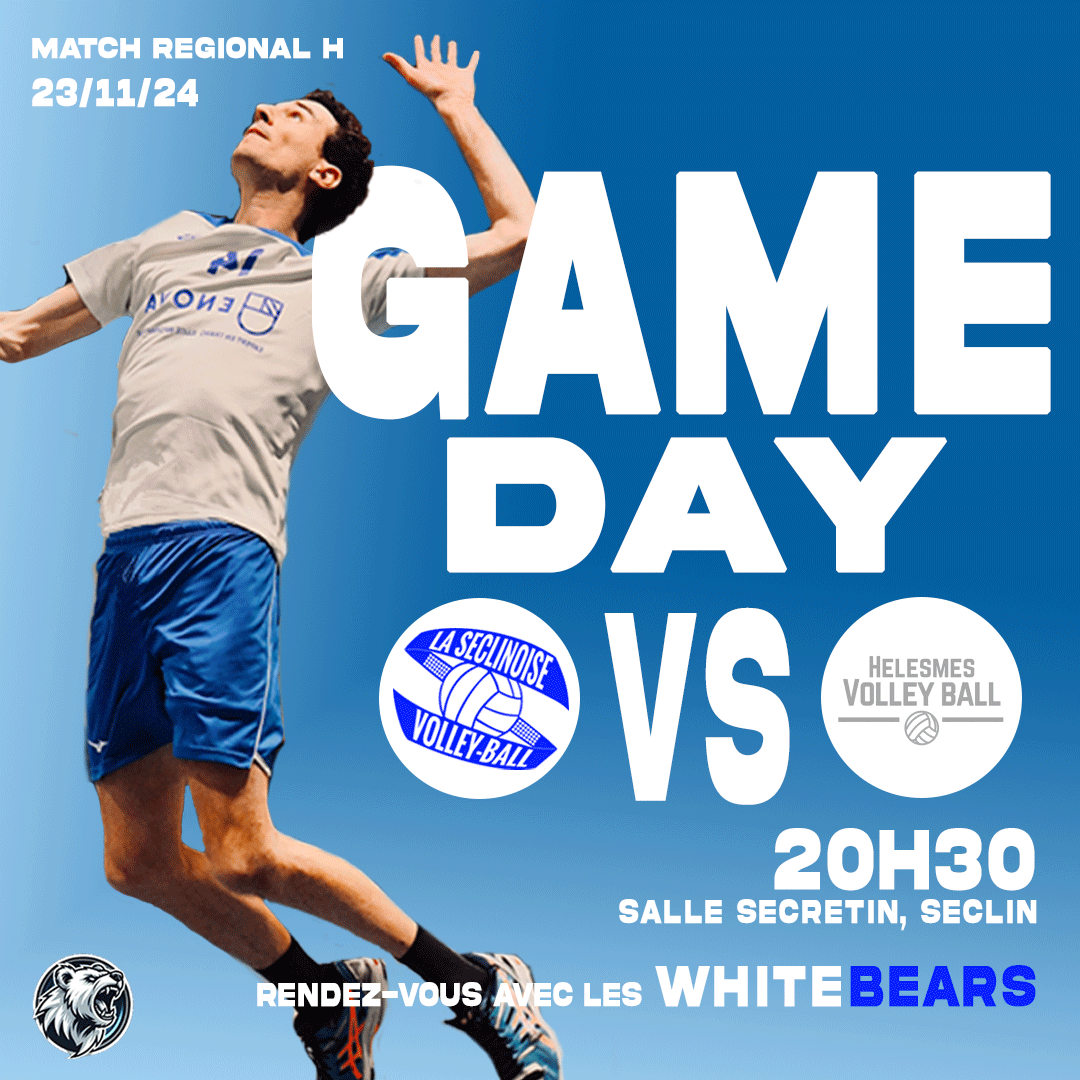 MATCH REGIONAL H
23/11/24
GAME
DAY
VS
LA SECLINOISE
VOLLEY-BALL
HELESMES
VOLLEY BALL
20H30
SALLE SECRETIN, SECLIN
RENDEZ-VOUS AVEC LES WHITEBEARS